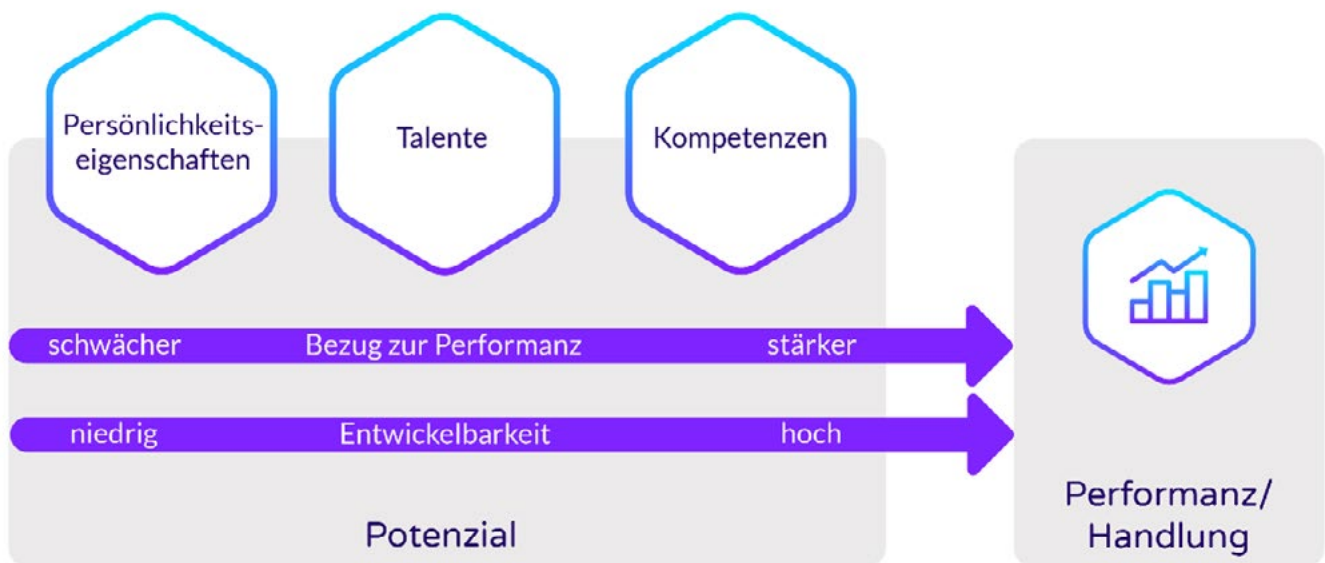 Persönlichkeits-
eigenschaften
Talente
Kompetenzen
schwächer Bezug zur Performanz stärker
niedrig Entwickelbarkeit hoch
Potenzial
Performanz/
Handlung